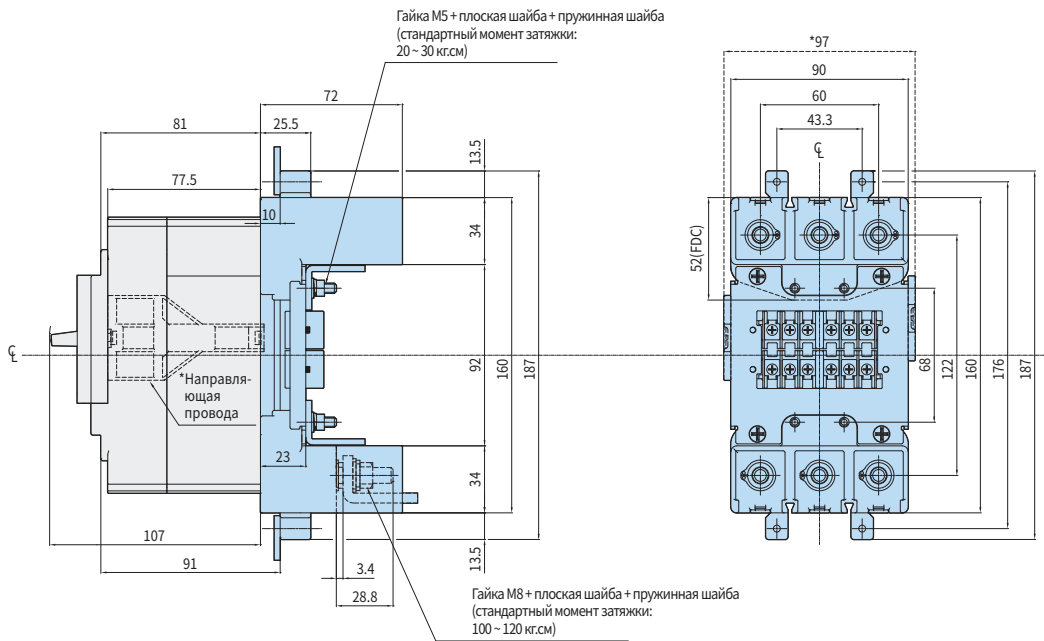 Гайка M5 + плоская шайба + пружинная шайба
(стандартный момент затяжки:
20 ~ 30 кг.см)
72
81
25.5
77.5
10
13.5
34
92
160
187
34
13.5
℄
*Направля-
ющая
провода
23
107
91
3.4
28.8
Гайка M8 + плоская шайба + пружинная шайба
(стандартный момент затяжки:
100 ~ 120 кг.см)
*97
90
60
43.3
℄
52(FDC)
68
122
160
176
187